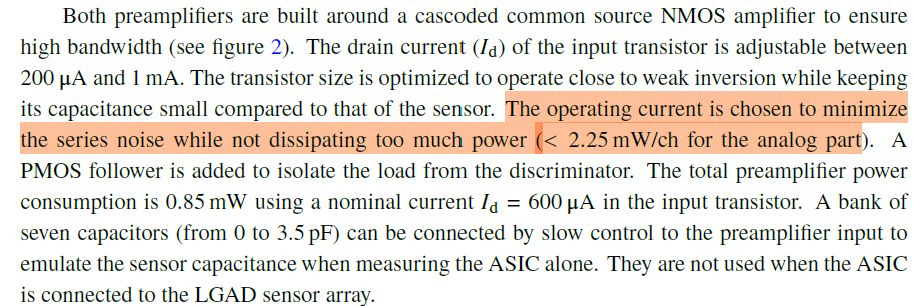 Both preamplifiers are built around a cascoded common source NMOS amplifier to ensure
high bandwidth (see figure 2). The drain current (I_d) of the input transistor is adjustable between
200 μA and 1 mA. The transistor size is optimized to operate close to weak inversion while keeping
its capacitance small compared to that of the sensor. The operating current is chosen to minimize
the series noise while not dissipating too much power (< 2.25 mW/ch for the analog part). A
PMOS follower is added to isolate the load from the discriminator. The total preamplifier power
consumption is 0.85 mW using a nominal current I_d = 600 μA in the input transistor. A bank of
seven capacitors (from 0 to 3.5 pF) can be connected by slow control to the preamplifier input to
emulate the sensor capacitance when measuring the ASIC alone. They are not used when the ASIC
is connected to the LGAD sensor array.